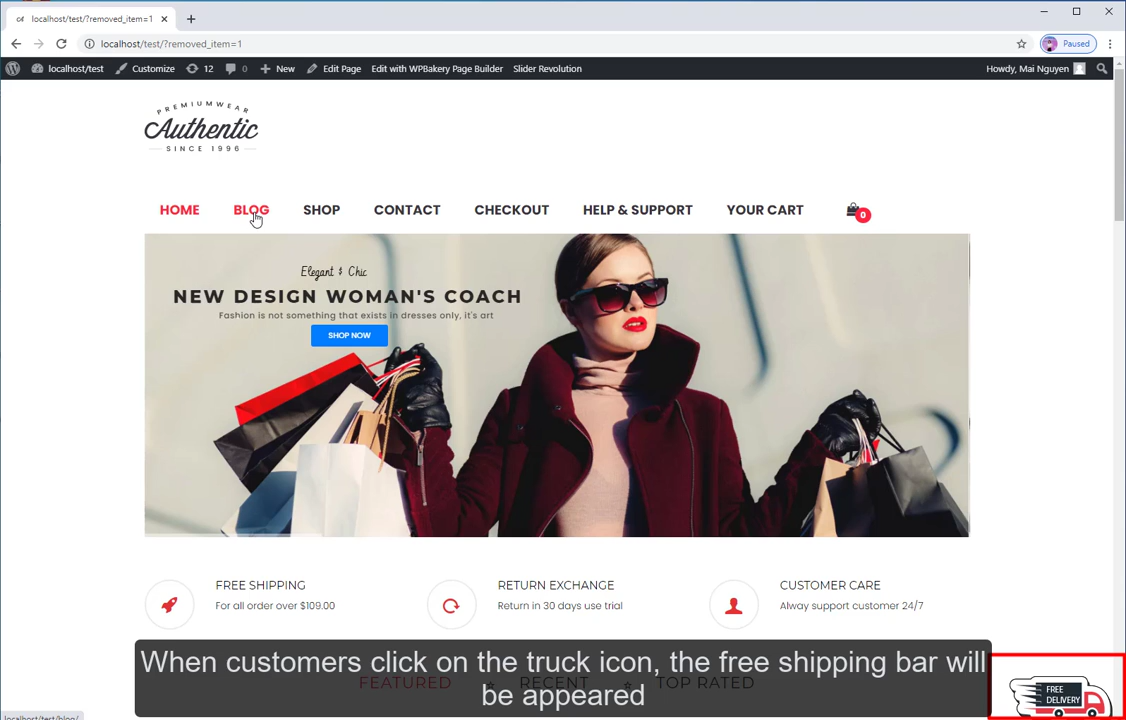 localhost/test/?removed_item=1
localhost/test/?removed_item=1
Paused
localhost/test
Customize
12
0
New
Edit Page
Edit with WPBakery Page Builder
Slider Revolution
Howdy, Mai Nguyen
PREMIUMWEAR
Authentic
SINCE 1996
HOME
BLOG
SHOP
CONTACT
CHECKOUT
HELP & SUPPORT
YOUR CART
0
Elegant & Chic
NEW DESIGN WOMAN'S COACH
Fashion is not something that exists in dresses only, it's art
SHOP NOW
FREE SHIPPING
For all order over $109.00
RETURN EXCHANGE
Return in 30 days use trial
CUSTOMER CARE
Alway support customer 24/7
When customers click on the truck icon, the free shipping bar will
be appeared
FEATURED
RECENT
TOP RATED
FREE
DELIVERY
localhost/test/blog/